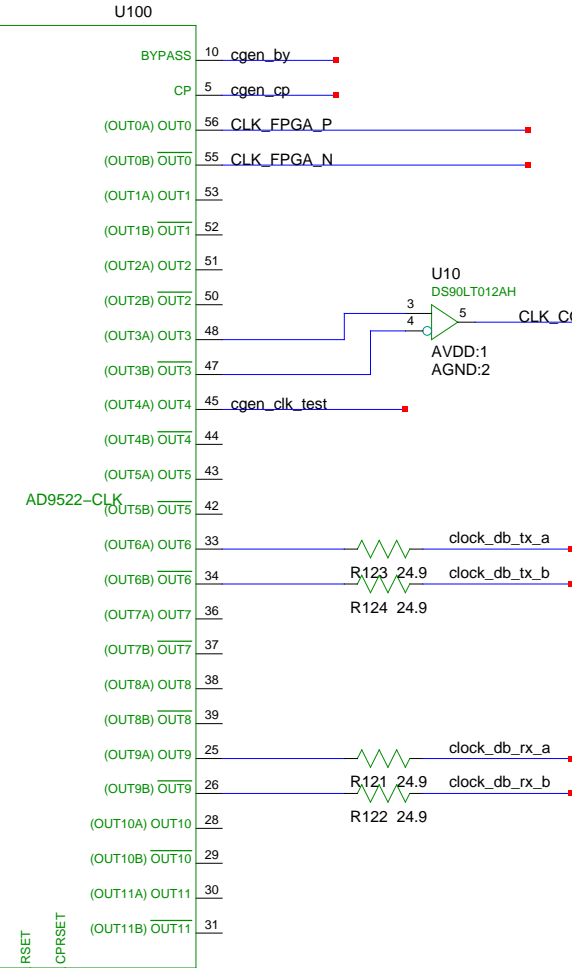 U100
BYPASS 10 cgen_by
CP 5 cgen_cp
(OUT0A) OUT0 56 CLK_FPGA_P
(OUT0B) OUT0 55 CLK_FPGA_N
(OUT1A) OUT1 53
(OUT1B) OUT1 52
(OUT2A) OUT2 51
U10
DS90LT012AH
(OUT2B) OUT2 50
3
4
5 CLK_CO
(OUT3A) OUT3 48
AVDD:1
AGND:2
(OUT3B) OUT3 47
(OUT4A) OUT4 45 cgen_clk_test
(OUT4B) OUT4 44
(OUT5A) OUT5 43
AD9522-CLK
(OUT5B) OUT5 42
(OUT6A) OUT6 33 clock_db_tx_a
R123 24.9
(OUT6B) OUT6 34 clock_db_tx_b
R124 24.9
(OUT7A) OUT7 36
(OUT7B) OUT7 37
(OUT8A) OUT8 38
(OUT8B) OUT8 39
(OUT9A) OUT9 25 clock_db_rx_a
R121 24.9
(OUT9B) OUT9 26 clock_db_rx_b
R122 24.9
(OUT10A) OUT10 28
(OUT10B) OUT10 29
(OUT11A) OUT11 30
(OUT11B) OUT11 31
RSET
CPRSET